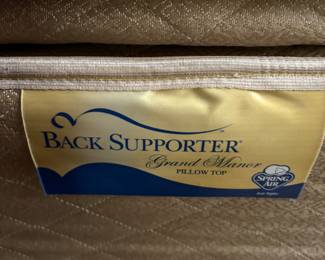 BACK SUPPORTER®
Grand Manor
PILLOW TOP
SPRING
AIR